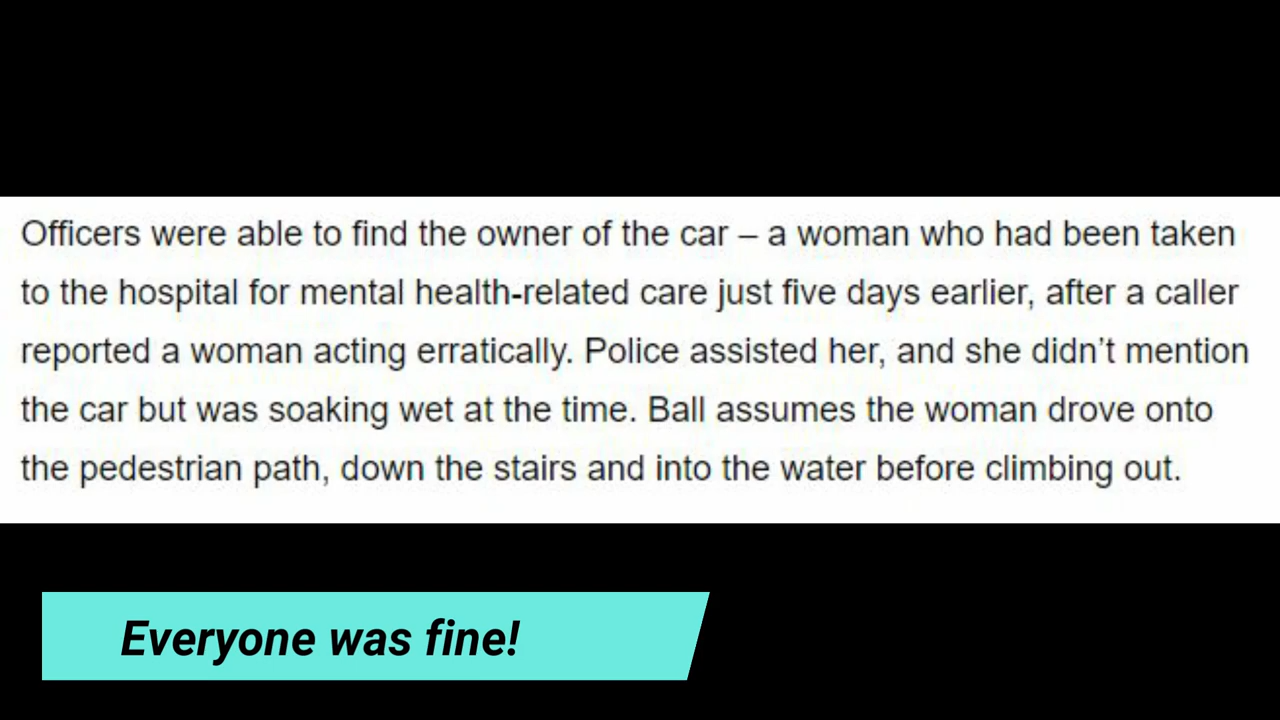 Officers were able to find the owner of the car – a woman who had been taken
to the hospital for mental health-related care just five days earlier, after a caller
reported a woman acting erratically. Police assisted her, and she didn’t mention
the car but was soaking wet at the time. Ball assumes the woman drove onto
the pedestrian path, down the stairs and into the water before climbing out.
Everyone was fine!